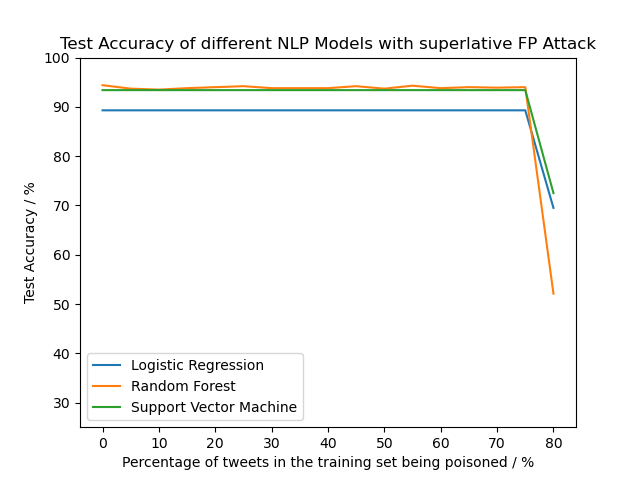 Test Accuracy of different NLP Models with superlative FP Attack
100
90
80
70
60
50
40
30
Test Accuracy / %
Logistic Regression
Random Forest
Support Vector Machine
0 10 20 30 40 50 60 70 80
Percentage of tweets in the training set being poisoned / %